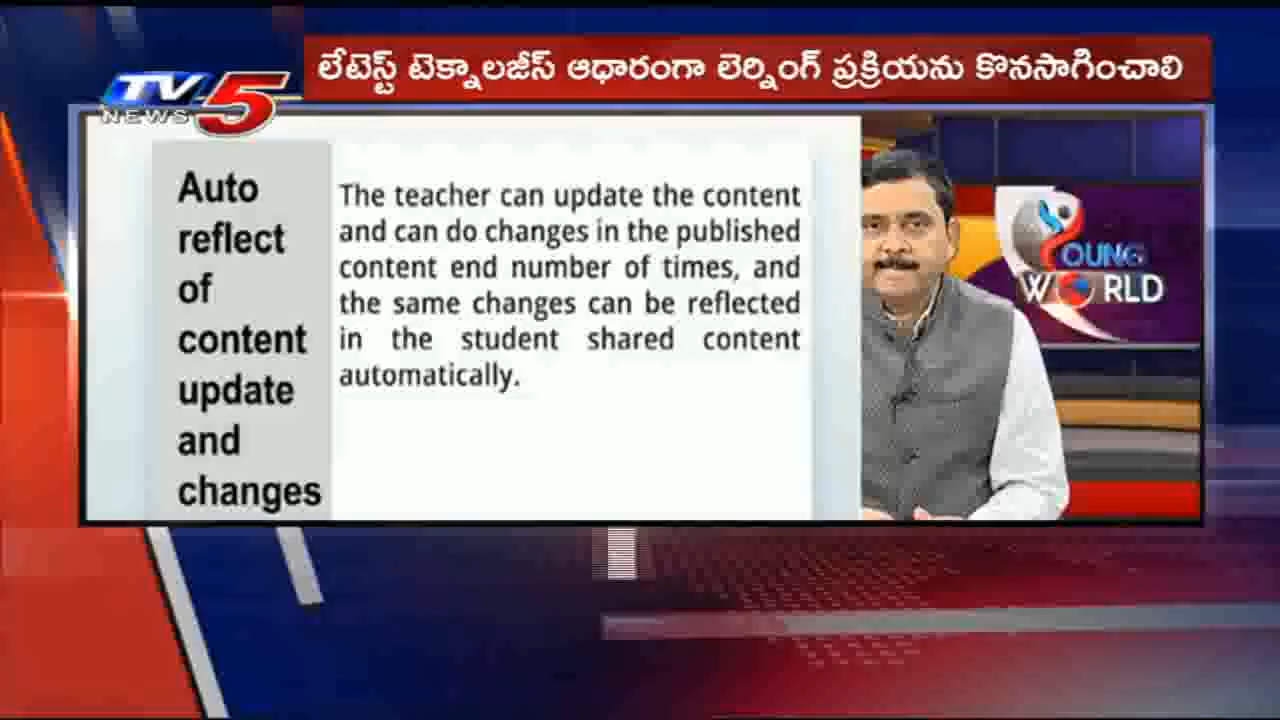 లేటెస్ట్ టెక్నాలజీస్ ఆధారంగా లెర్నింగ్ ప్రక్రియను కొనసాగించాలి
TV5
NEWS
Auto
reflect
of
content
update
and
changes
The teacher can update the content
and can do changes in the published
content end number of times, and
the same changes can be reflected
in the student shared content
automatically.
YOUNG
WORLD